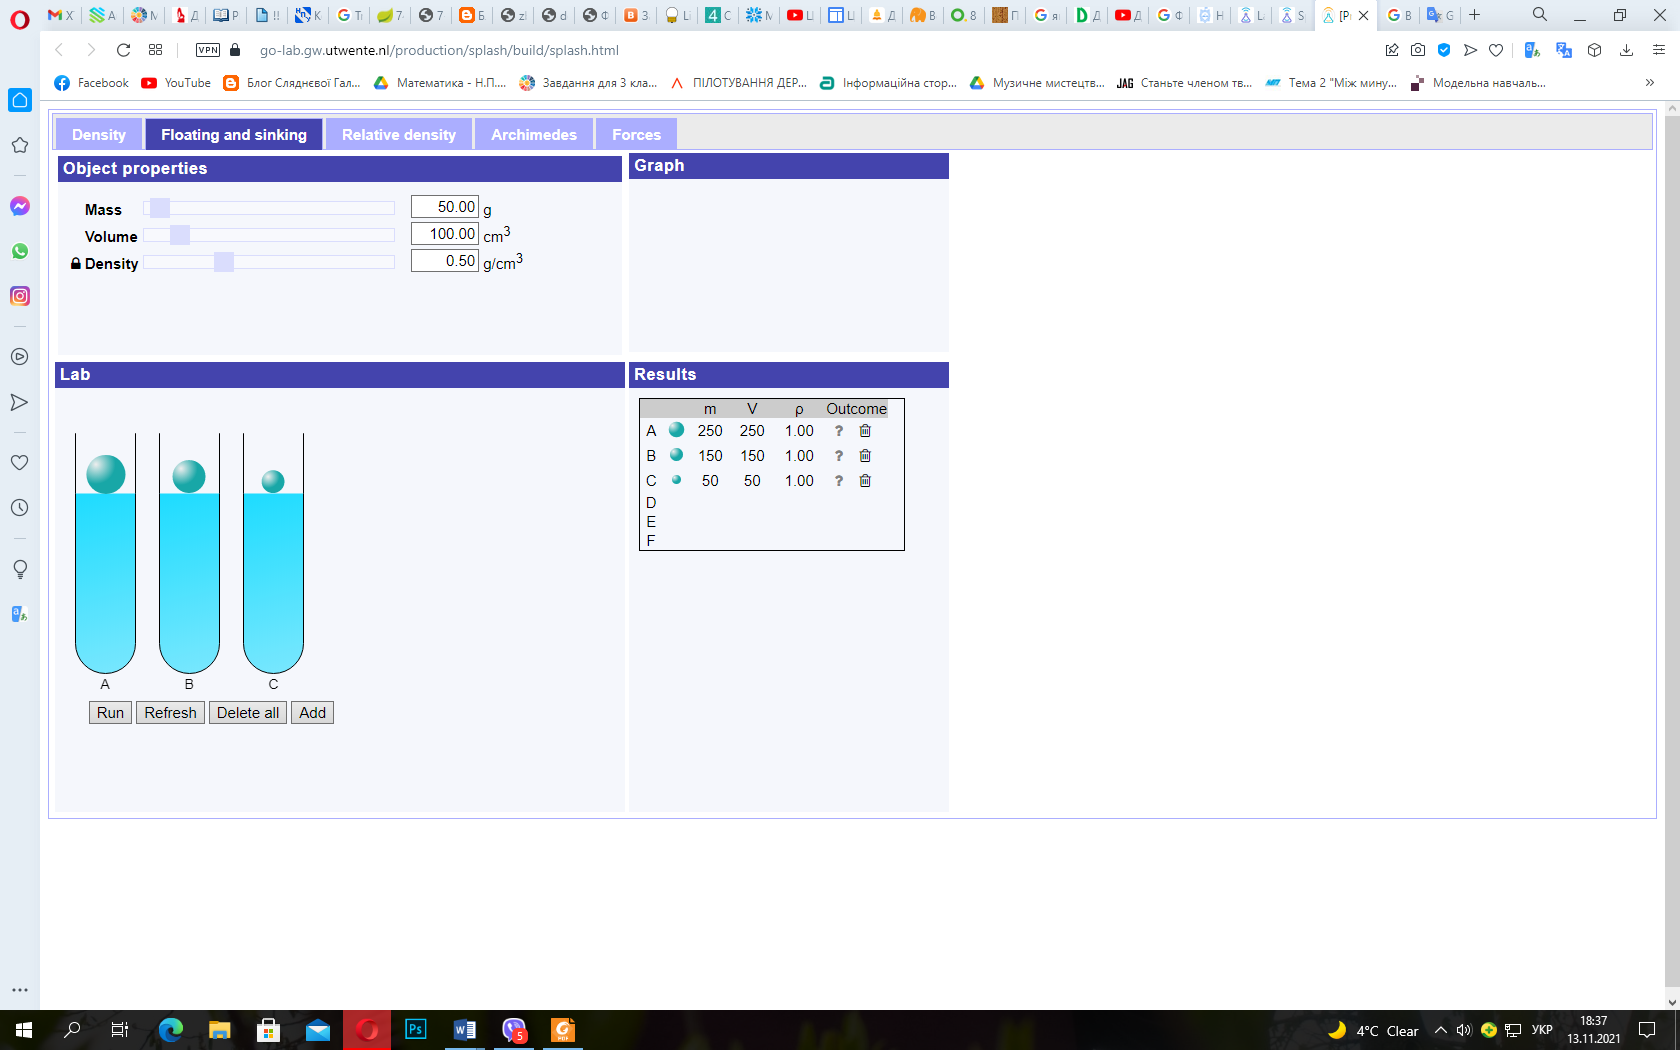 VPN
go-lab.gw.utwente.nl/production/splash/build/splash.html
Facebook YouTube Блог Сляднєвої Гал... Математика - Н.П.... Завдання для 3 кла... ПІЛОТУВАННЯ ДЕР... Інформаційна стор... Музичне мистецтв... JAG Станьте членом тв... Тема 2 "Між мину... Модельна навчаль... »
Density Floating and sinking Relative density Archimedes Forces
Object properties
Mass 50.00 g
Volume 100.00 cm³
Density 0.50 g/cm³
Graph
Lab
A B C
Run Refresh Delete all Add
Results
m V ρ Outcome
A 250 250 1.00 ?
B 150 150 1.00 ?
C 50 50 1.00 ?
D
E
F
4°C Clear УКР 18:37
13.11.2021